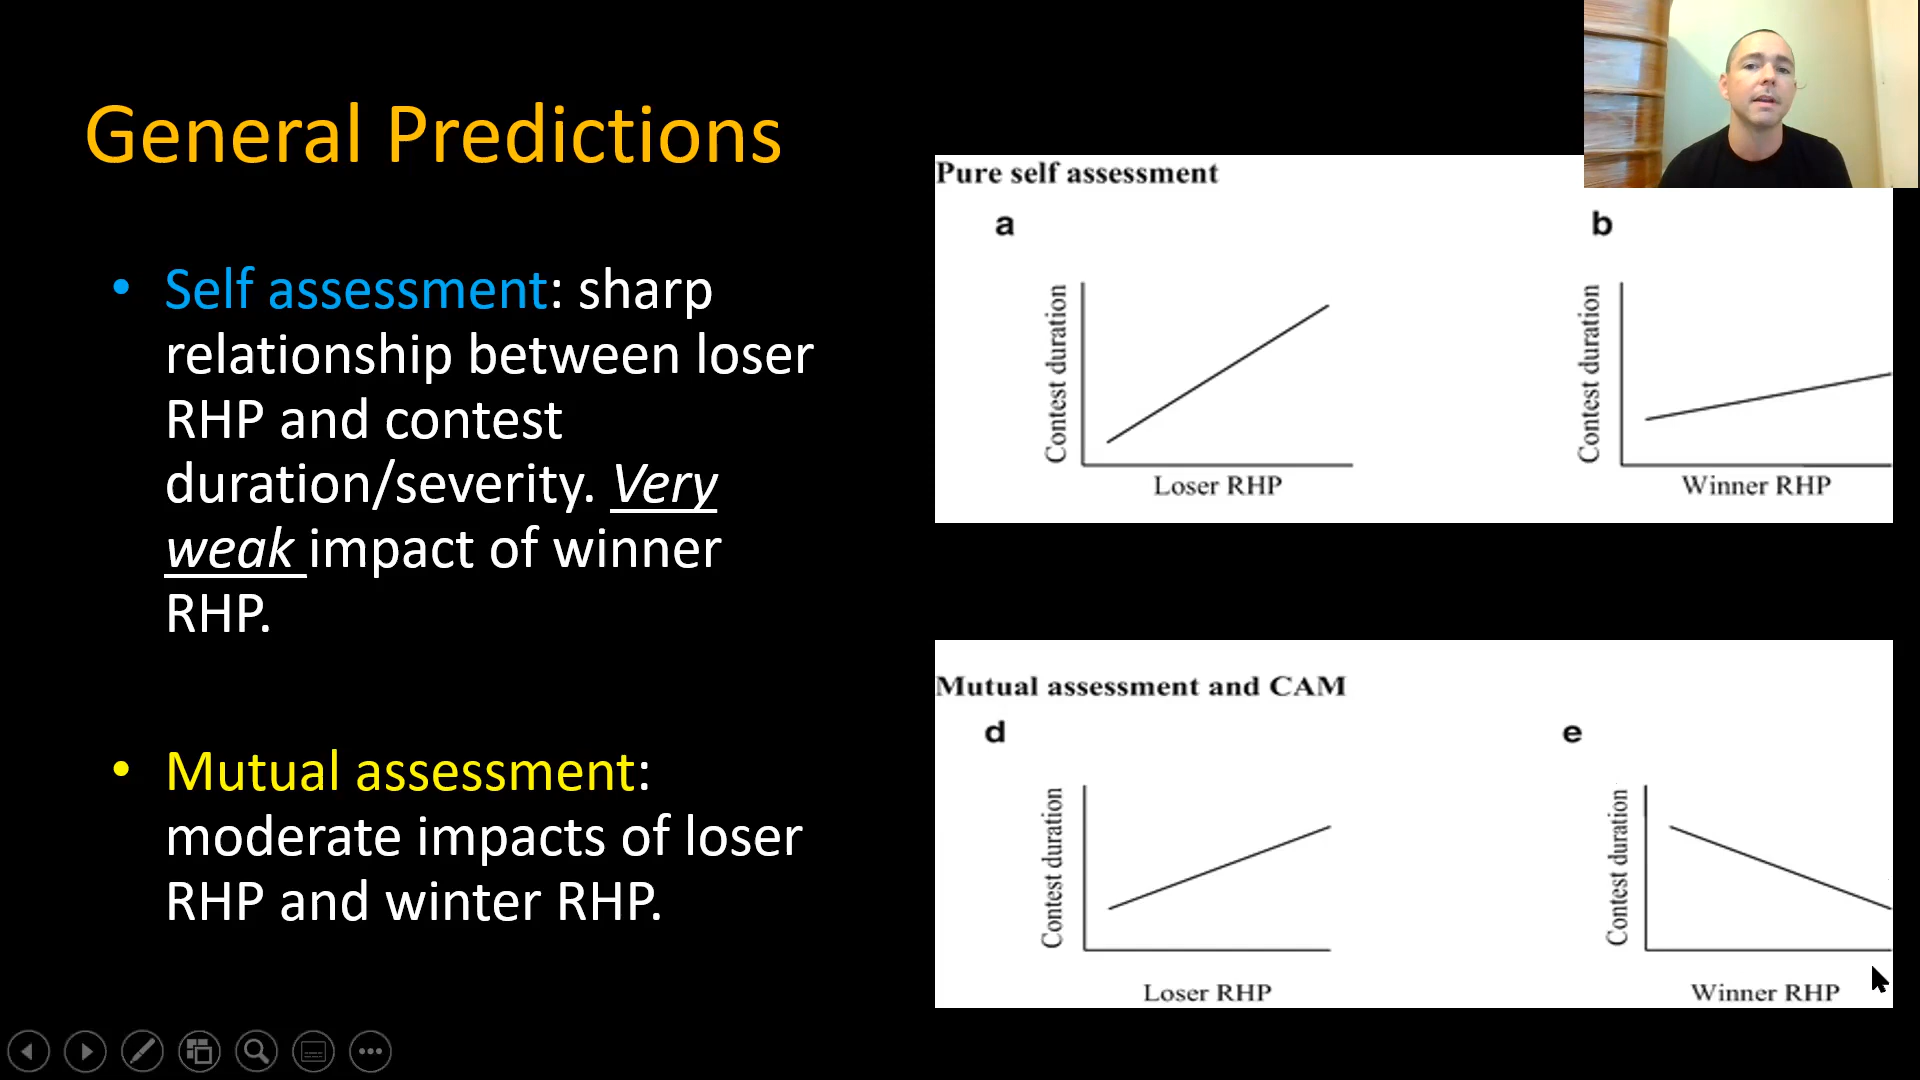 General Predictions
• Self assessment: sharp
relationship between loser
RHP and contest
duration/severity. Very
weak impact of winner
RHP.
• Mutual assessment:
moderate impacts of loser
RHP and winter RHP.
Pure self assessment
a
Contest duration
Loser RHP
b
Contest duration
Winner RHP
Mutual assessment and CAM
d
Contest duration
Loser RHP
e
Contest duration
Winner RHP